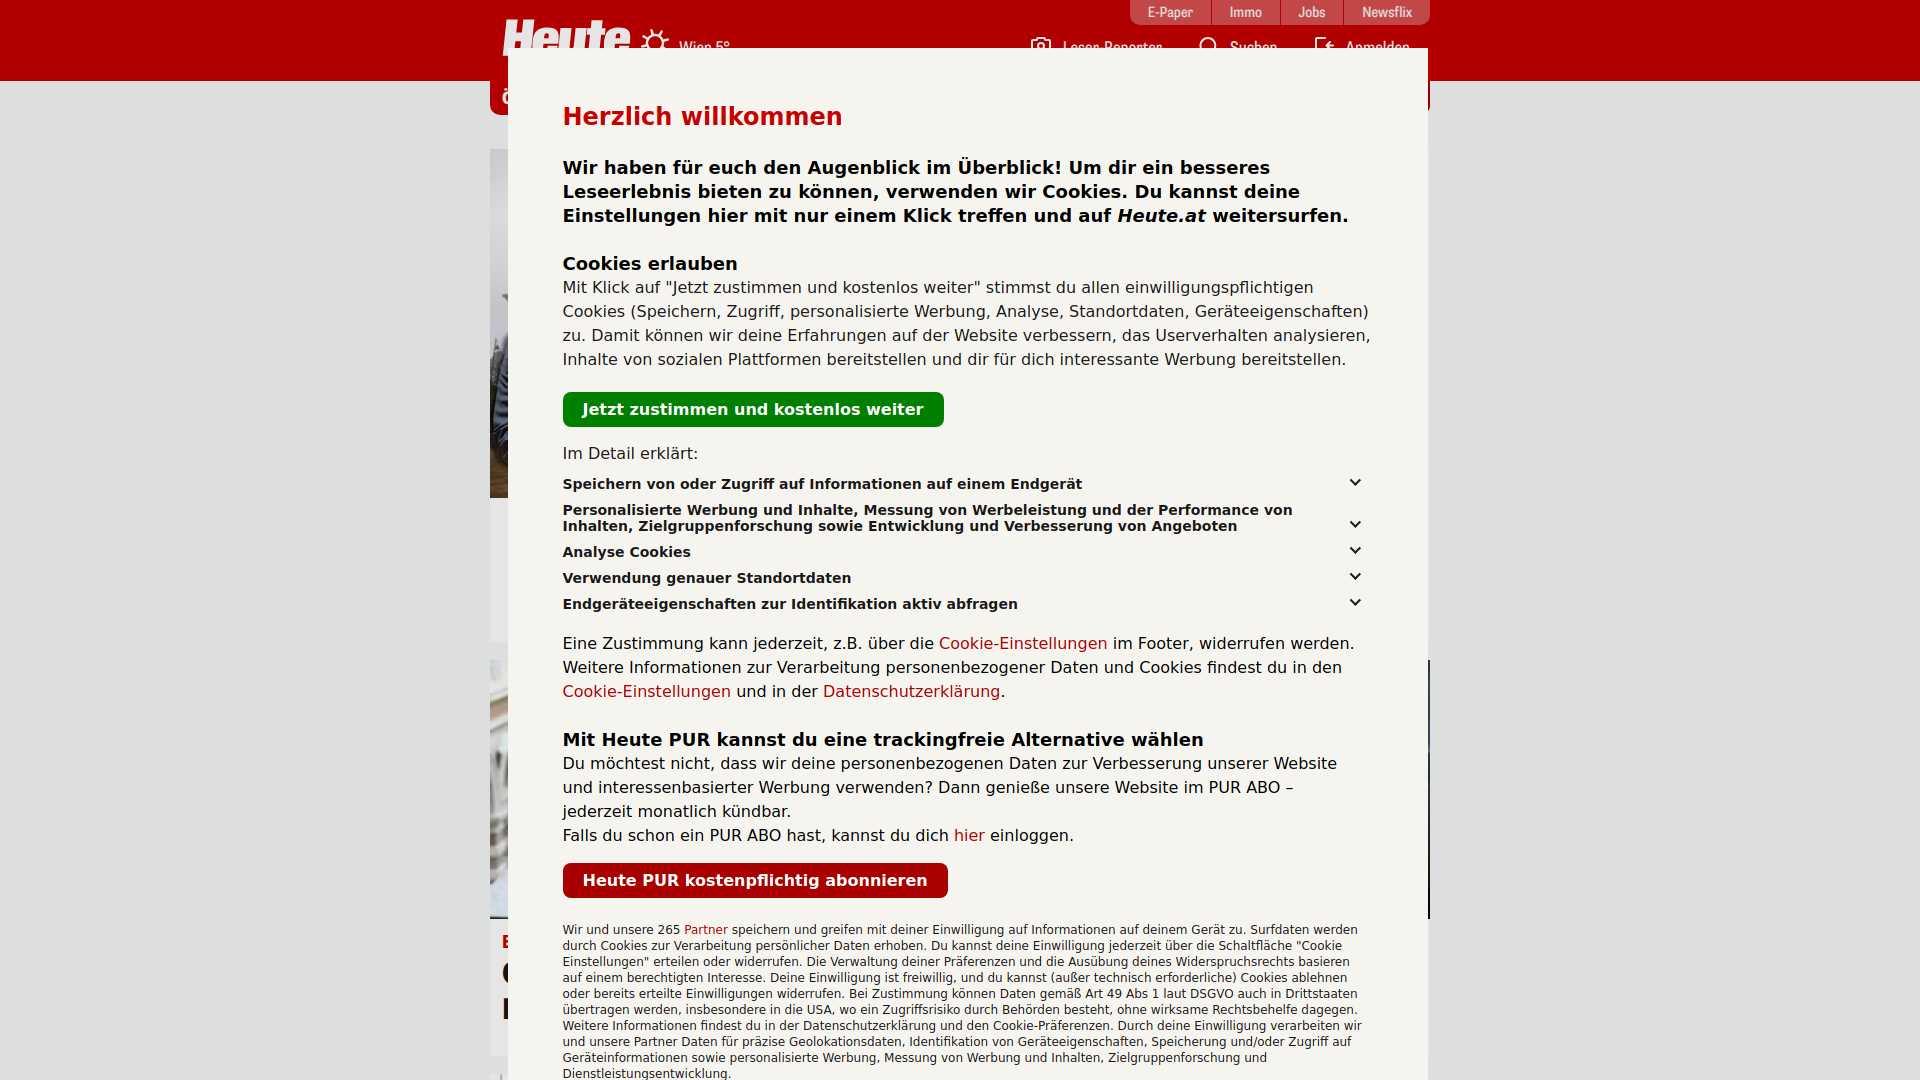 E-Paper
Immo
Jobs
Newsflix
Heute
Wien 5°
Leser-Reporter
Suchen
Anmelden
Herzlich willkommen
Wir haben für euch den Augenblick im Überblick! Um dir ein besseres
Leseerlebnis bieten zu können, verwenden wir Cookies. Du kannst deine
Einstellungen hier mit nur einem Klick treffen und auf Heute.at weitersurfen.
Cookies erlauben
Mit Klick auf "Jetzt zustimmen und kostenlos weiter" stimmst du allen einwilligungspflichtigen
Cookies (Speichern, Zugriff, personalisierte Werbung, Analyse, Standortdaten, Geräteeigenschaften)
zu. Damit können wir deine Erfahrungen auf der Website verbessern, das Userverhalten analysieren,
Inhalte von sozialen Plattformen bereitstellen und dir für dich interessante Werbung bereitstellen.
Jetzt zustimmen und kostenlos weiter
Im Detail erklärt:
Speichern von oder Zugriff auf Informationen auf einem Endgerät
Personalisierte Werbung und Inhalte, Messung von Werbeleistung und der Performance von
Inhalten, Zielgruppenforschung sowie Entwicklung und Verbesserung von Angeboten
Analyse Cookies
Verwendung genauer Standortdaten
Endgeräteeigenschaften zur Identifikation aktiv abfragen
Eine Zustimmung kann jederzeit, z.B. über die Cookie-Einstellungen im Footer, widerrufen werden.
Weitere Informationen zur Verarbeitung personenbezogener Daten und Cookies findest du in den
Cookie-Einstellungen und in der Datenschutzerklärung.
Mit Heute PUR kannst du eine trackingfreie Alternative wählen
Du möchtest nicht, dass wir deine personenbezogenen Daten zur Verbesserung unserer Website
und interessenbasierter Werbung verwenden? Dann genieße unsere Website im PUR ABO –
jederzeit monatlich kündbar.
Falls du schon ein PUR ABO hast, kannst du dich hier einloggen.
Heute PUR kostenpflichtig abonnieren
Wir und unsere 265 Partner speichern und greifen mit deiner Einwilligung auf Informationen auf deinem Gerät zu. Surfdaten werden
durch Cookies zur Verarbeitung persönlicher Daten erhoben. Du kannst deine Einwilligung jederzeit über die Schaltfläche "Cookie
Einstellungen" erteilen oder widerrufen. Die Verwaltung deiner Präferenzen und die Ausübung deines Widerspruchsrechts basieren
auf einem berechtigten Interesse. Deine Einwilligung ist freiwillig, und du kannst (außer technisch erforderliche) Cookies ablehnen
oder bereits erteilte Einwilligungen widerrufen. Bei Zustimmung können Daten gemäß Art 49 Abs 1 laut DSGVO auch in Drittstaaten
übertragen werden, insbesondere in die USA, wo ein Zugriffsrisiko durch Behörden besteht, ohne wirksame Rechtsbehelfe dagegen.
Weitere Informationen findest du in der Datenschutzerklärung und den Cookie-Präferenzen. Durch deine Einwilligung verarbeiten wir
und unsere Partner Daten für präzise Geolokationsdaten, Identifikation von Geräteeigenschaften, Speicherung und/oder Zugriff auf
Geräteinformationen sowie personalisierte Werbung, Messung von Werbung und Inhalten, Zielgruppenforschung und
Dienstleistungsentwicklung.